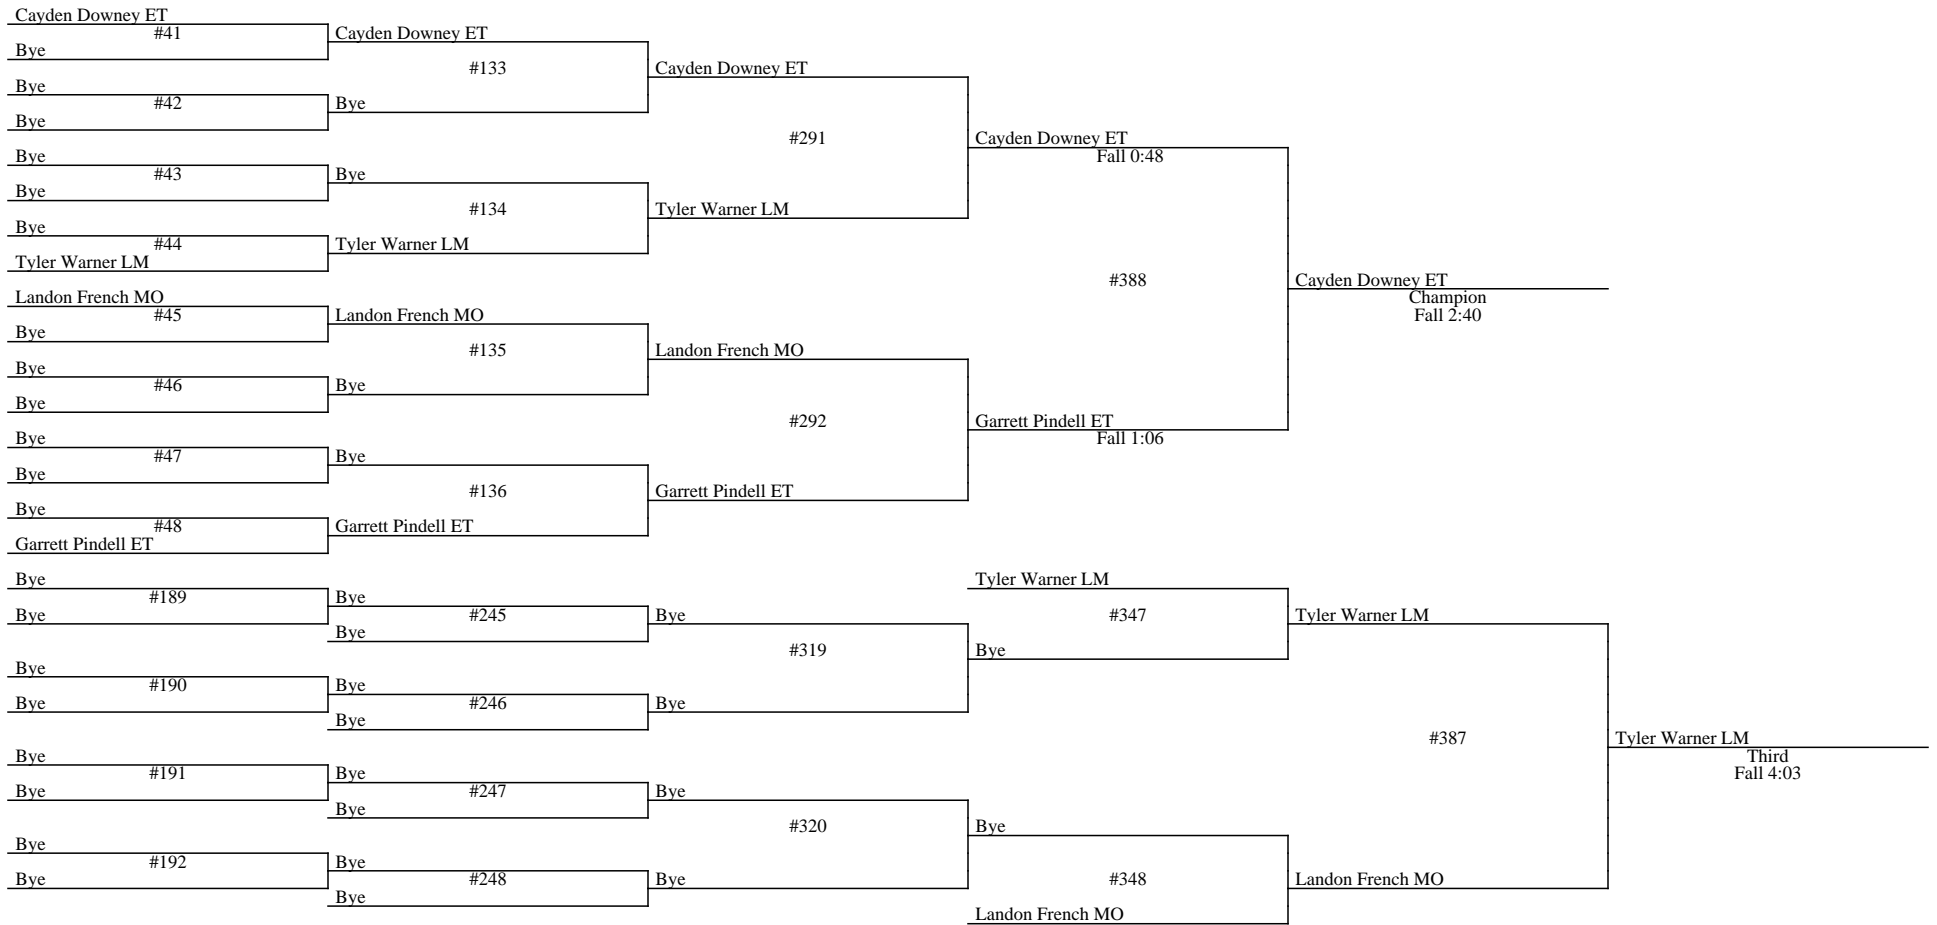 Cayden Downey ET
#41
Bye
Cayden Downey ET
#133
Bye
#42
Bye
Bye
Cayden Downey ET
#291
Bye
#43
Bye
Bye
#134
Bye
#44
Tyler Warner LM
Tyler Warner LM
Tyler Warner LM
Cayden Downey ET
Fall 0:48
#388
Landon French MO
#45
Bye
Landon French MO
#135
Bye
#46
Bye
Bye
Landon French MO
#292
Bye
#47
Bye
Bye
#136
Bye
#48
Garrett Pindell ET
Garrett Pindell ET
Garrett Pindell ET
Garrett Pindell ET
Fall 1:06
Cayden Downey ET
Champion
Fall 2:40
Bye
#189
Bye
Bye
#245
Bye
Bye
#319
Bye
#190
Bye
Bye
#246
Bye
Bye
Tyler Warner LM
#347
Bye
Tyler Warner LM
#387
Bye
#191
Bye
Bye
#247
Bye
Bye
#320
Bye
#192
Bye
Bye
#248
Bye
Bye
Bye
#348
Landon French MO
Landon French MO
Tyler Warner LM
Third
Fall 4:03